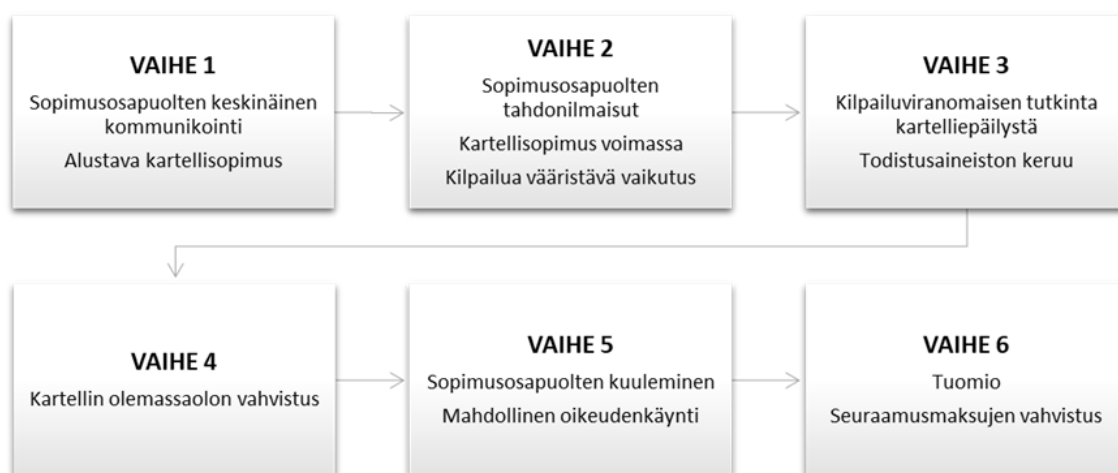 VAIHE 1
Sopimusosapuolten keskinäinen
kommunikointi
Alustava kartellisopimus
VAIHE 2
Sopimusosapuolten
tahdonilmaisut
Kartellisopimus voimassa
Kilpailua vääristävä vaikutus
VAIHE 3
Kilpailuviranomaisen tutkinta
kartelliepäilystä
Todistusaineiston keruu
VAIHE 4
Kartellin olemassaolon vahvistus
VAIHE 5
Sopimusosapuolten kuuleminen
Mahdollinen oikeudenkäynti
VAIHE 6
Tuomio
Seuraamusmaksujen vahvistus